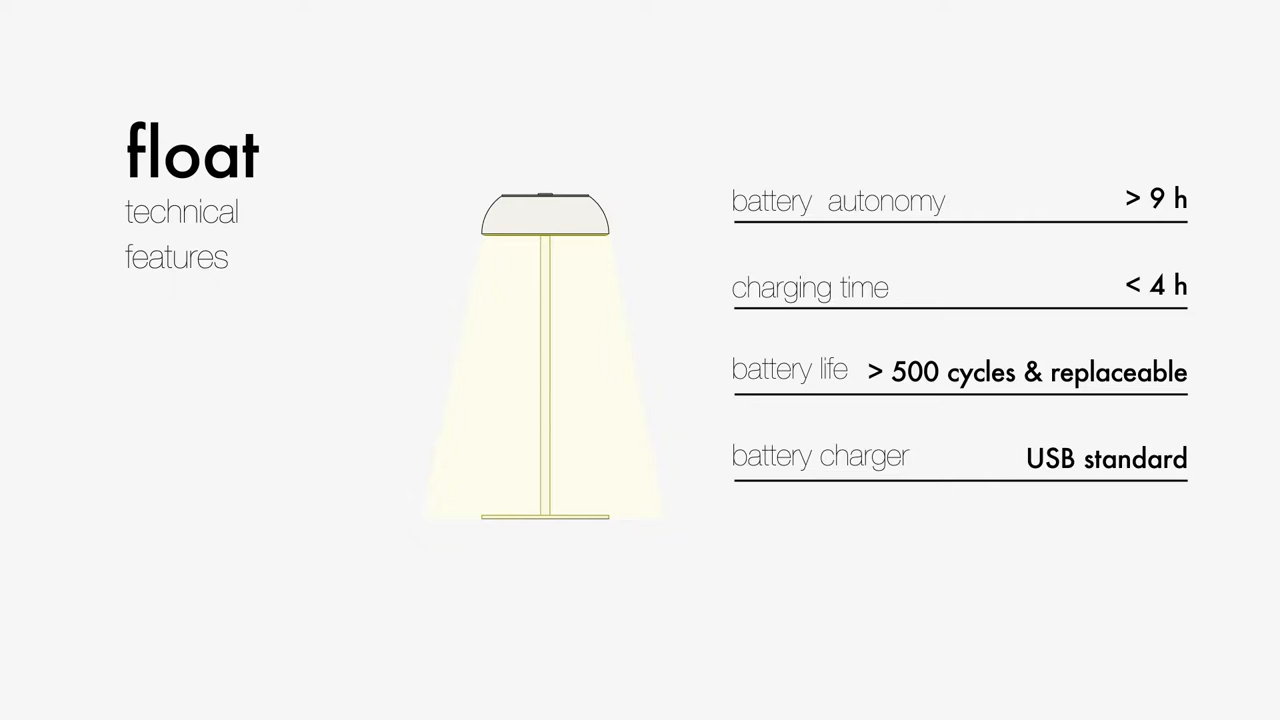 float
technical
features
battery autonomy > 9 h
charging time < 4 h
battery life > 500 cycles & replaceable
battery charger USB standard